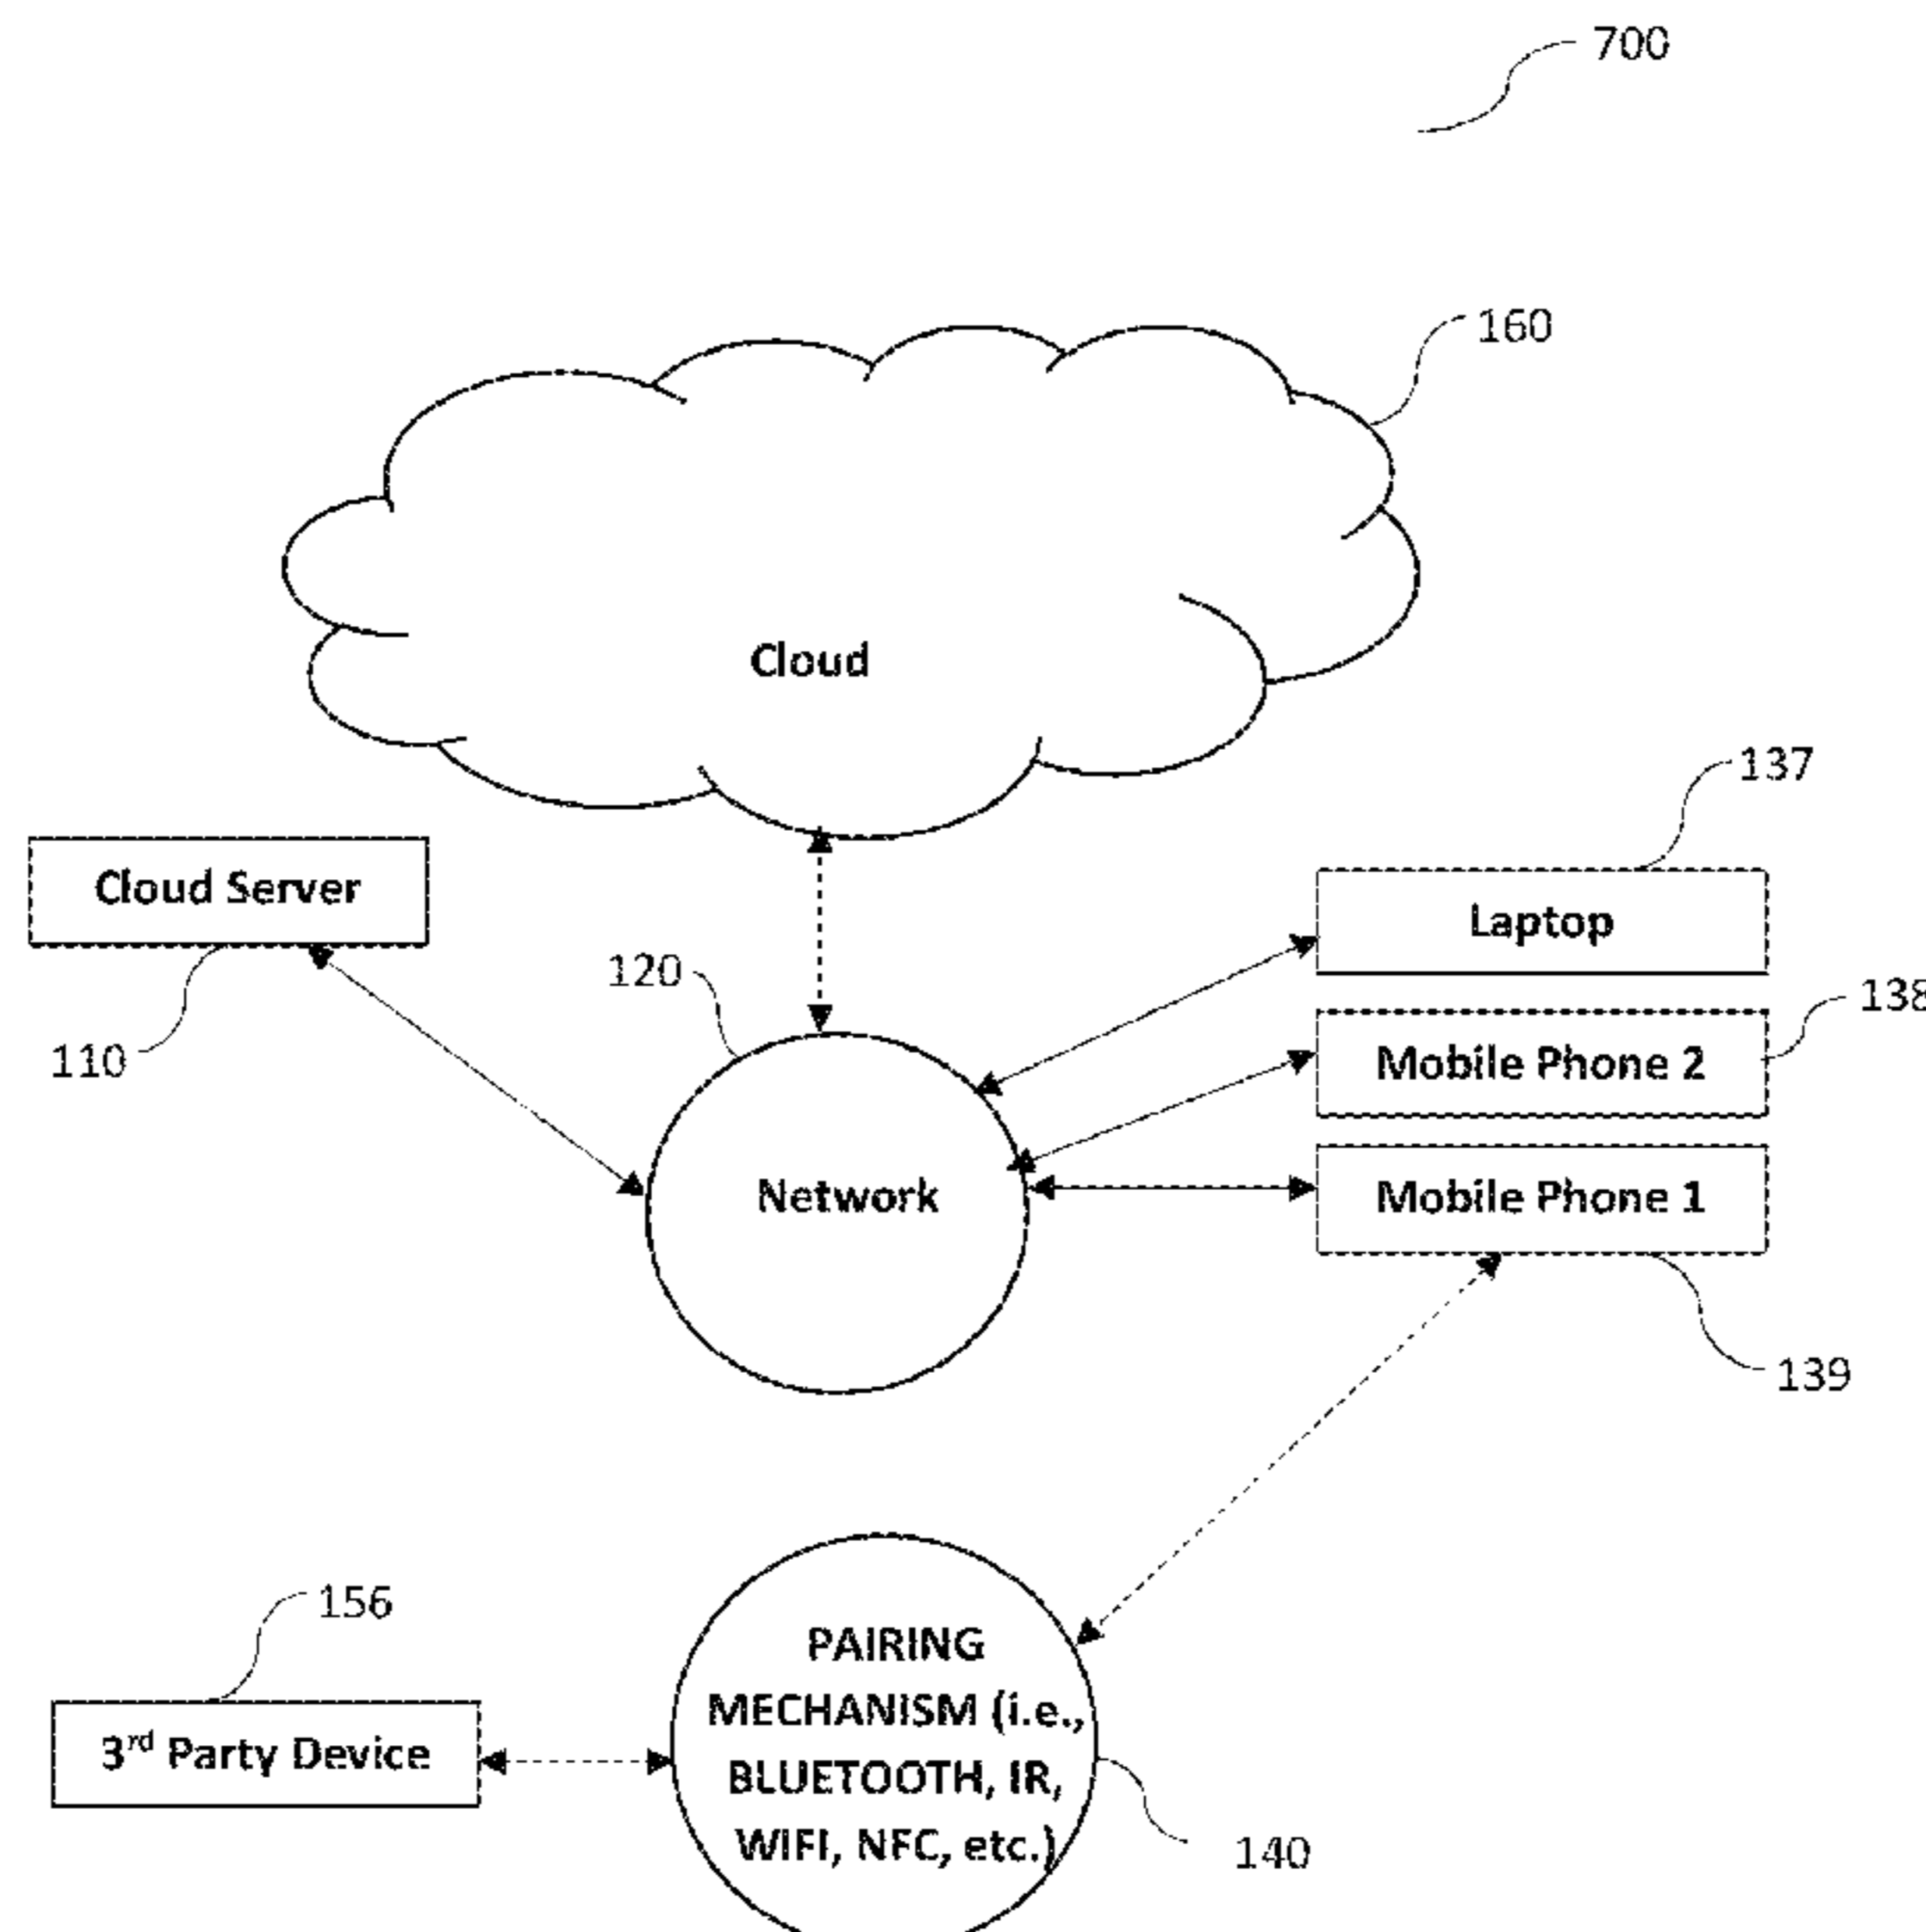 700
160
Cloud
137
Cloud Server
Laptop
120
138
110
Mobile Phone 2
Network
Mobile Phone 1
139
156
PAIRING
MECHANISM (i.e.,
3rd Party Device
BLUETOOTH, IR,
WIFI, NFC, etc.)
140